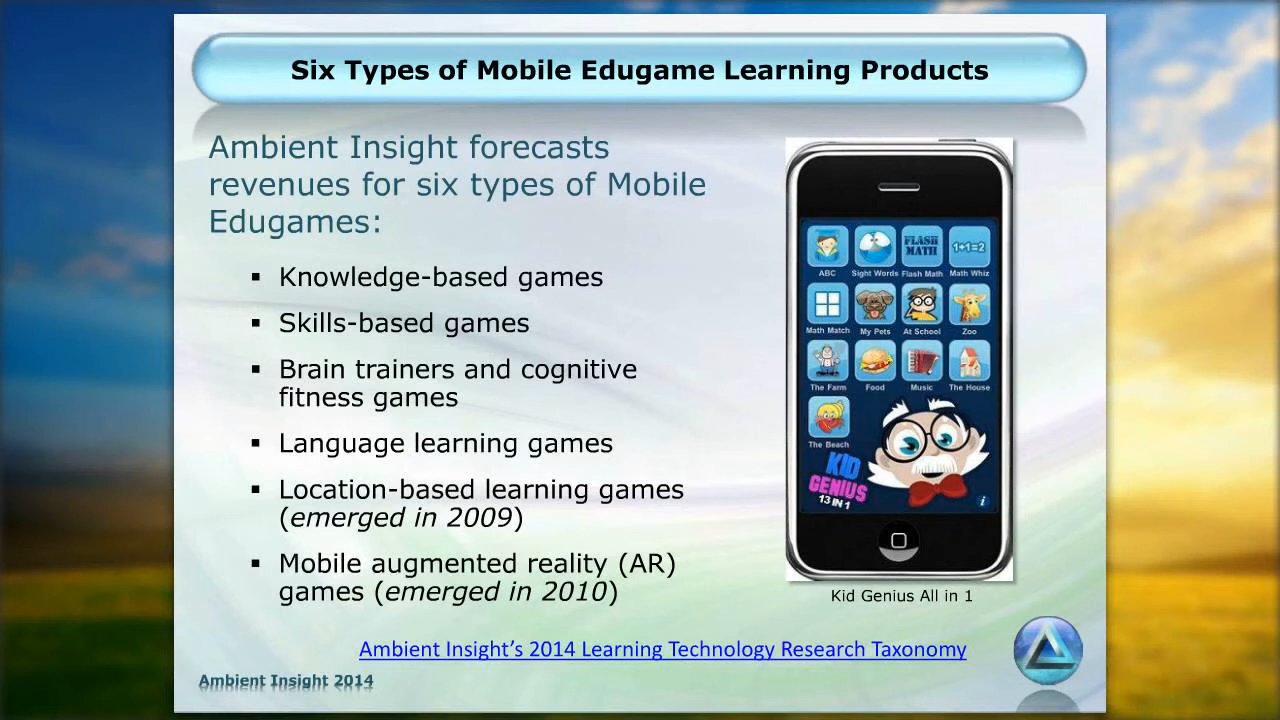 Six Types of Mobile Edugame Learning Products
Ambient Insight forecasts
revenues for six types of Mobile
Edugames:
▪ Knowledge-based games
▪ Skills-based games
▪ Brain trainers and cognitive
fitness games
▪ Language learning games
▪ Location-based learning games
(emerged in 2009)
▪ Mobile augmented reality (AR)
games (emerged in 2010)
FLASH
MATH
1+1=2
ABC Sight Words Flash Math Math Whiz
Math Match My Pets At School Zoo
The Farm Food Music The House
The Beach
KID
GENIUS
13 IN 1
i
Kid Genius All in 1
Ambient Insight's 2014 Learning Technology Research Taxonomy
Ambient Insight 2014